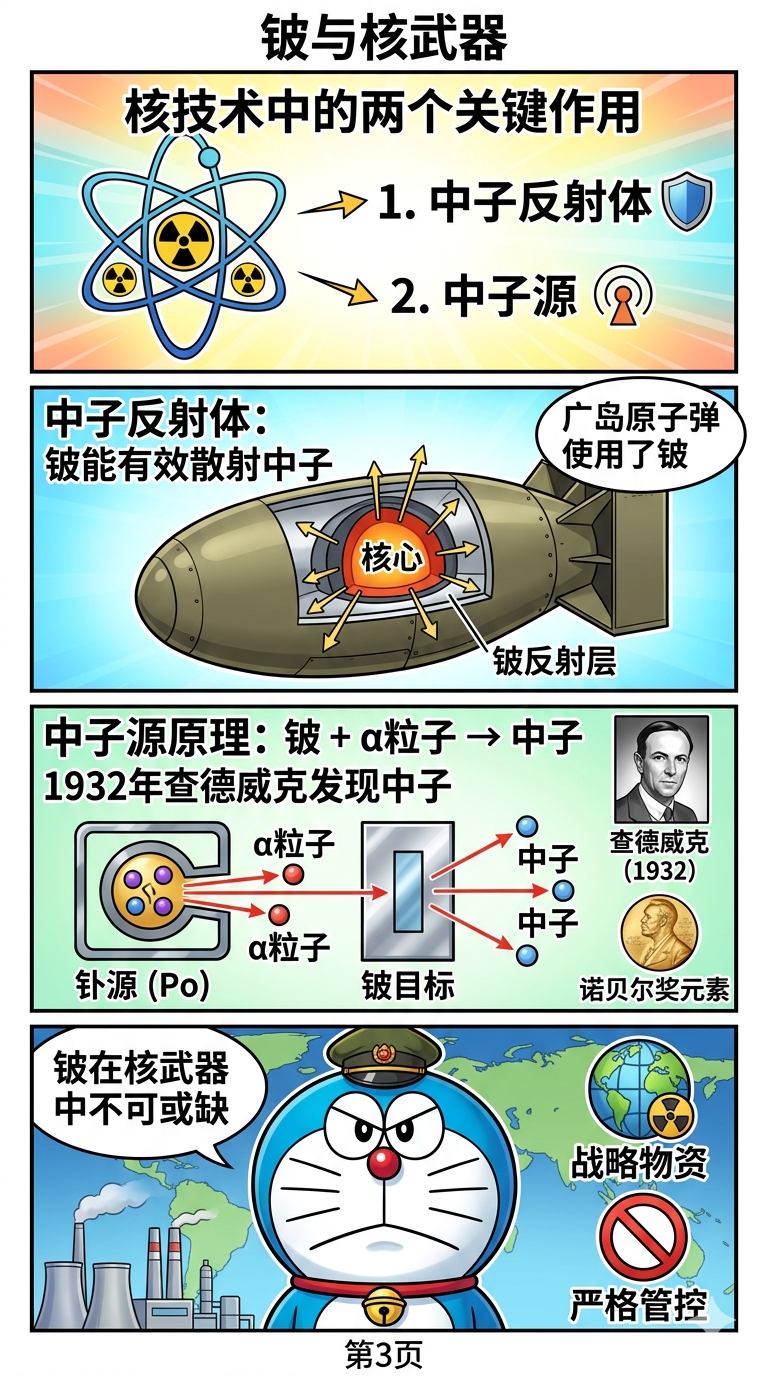 铍与核武器
核技术中的两个关键作用
1. 中子反射体
2. 中子源
中子反射体：
铍能有效散射中子
广岛原子弹
使用了铍
核心
铍反射层
中子源原理：铍 + α粒子 → 中子
1932年查德威克发现中子
α粒子
α粒子
钋源 (Po)
铍目标
中子
中子
查德威克
(1932)
诺贝尔奖元素
铍在核武器
中不可或缺
战略物资
严格管控
第3页